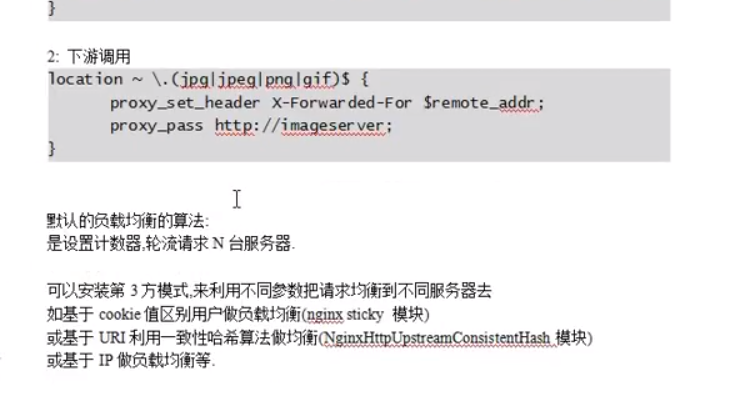 }
2: 下游调用
location ~ \.(jpg|jpeg|png|gif)$ {
proxy_set_header X-Forwarded-For $remote_addr;
proxy_pass http://imageserver;
}
默认的负载均衡的算法:
是设置计数器,轮流请求 N 台服务器.
可以安装第 3 方模式,来利用不同参数把请求均衡到不同服务器去
如基于 cookie 值区别用户做负载均衡(nginx sticky 模块)
或基于 URI 利用一致性哈希算法做均衡(NginxHttpUpstreamConsistentHash 模块)
或基于 IP 做负载均衡等.